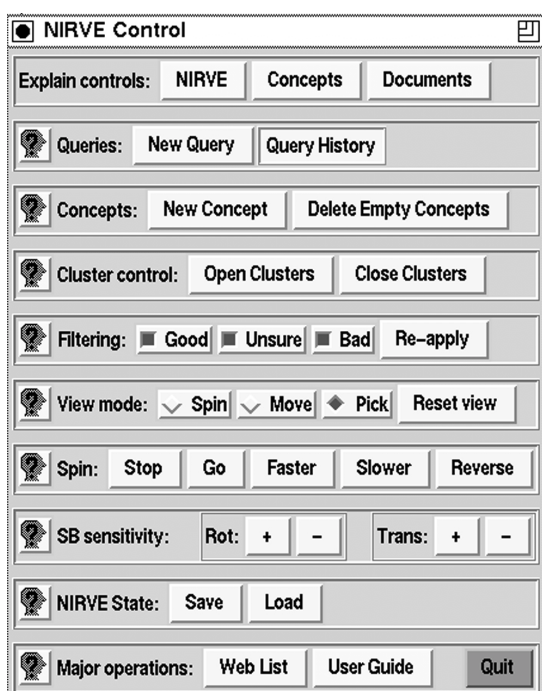 NIRVE Control
Explain controls: NIRVE Concepts Documents
? Queries: New Query Query History
? Concepts: New Concept Delete Empty Concepts
? Cluster control: Open Clusters Close Clusters
? Filtering: Good Unsure Bad Re-apply
? View mode: Spin Move Pick Reset view
? Spin: Stop Go Faster Slower Reverse
? SB sensitivity: Rot: + - Trans: + -
? NIRVE State: Save Load
? Major operations: Web List User Guide Quit